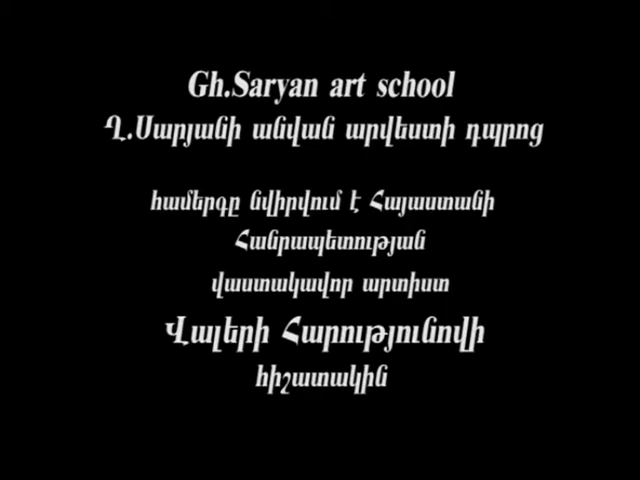 Gh.Saryan art school
Ղ.Սարյանի անվան արվեստի դպրոց
համերգը նվիրվում է Հայաստանի
Հանրապետության
վաստակավոր արտիստ
Վալերի Հարությունովի
հիշատակին